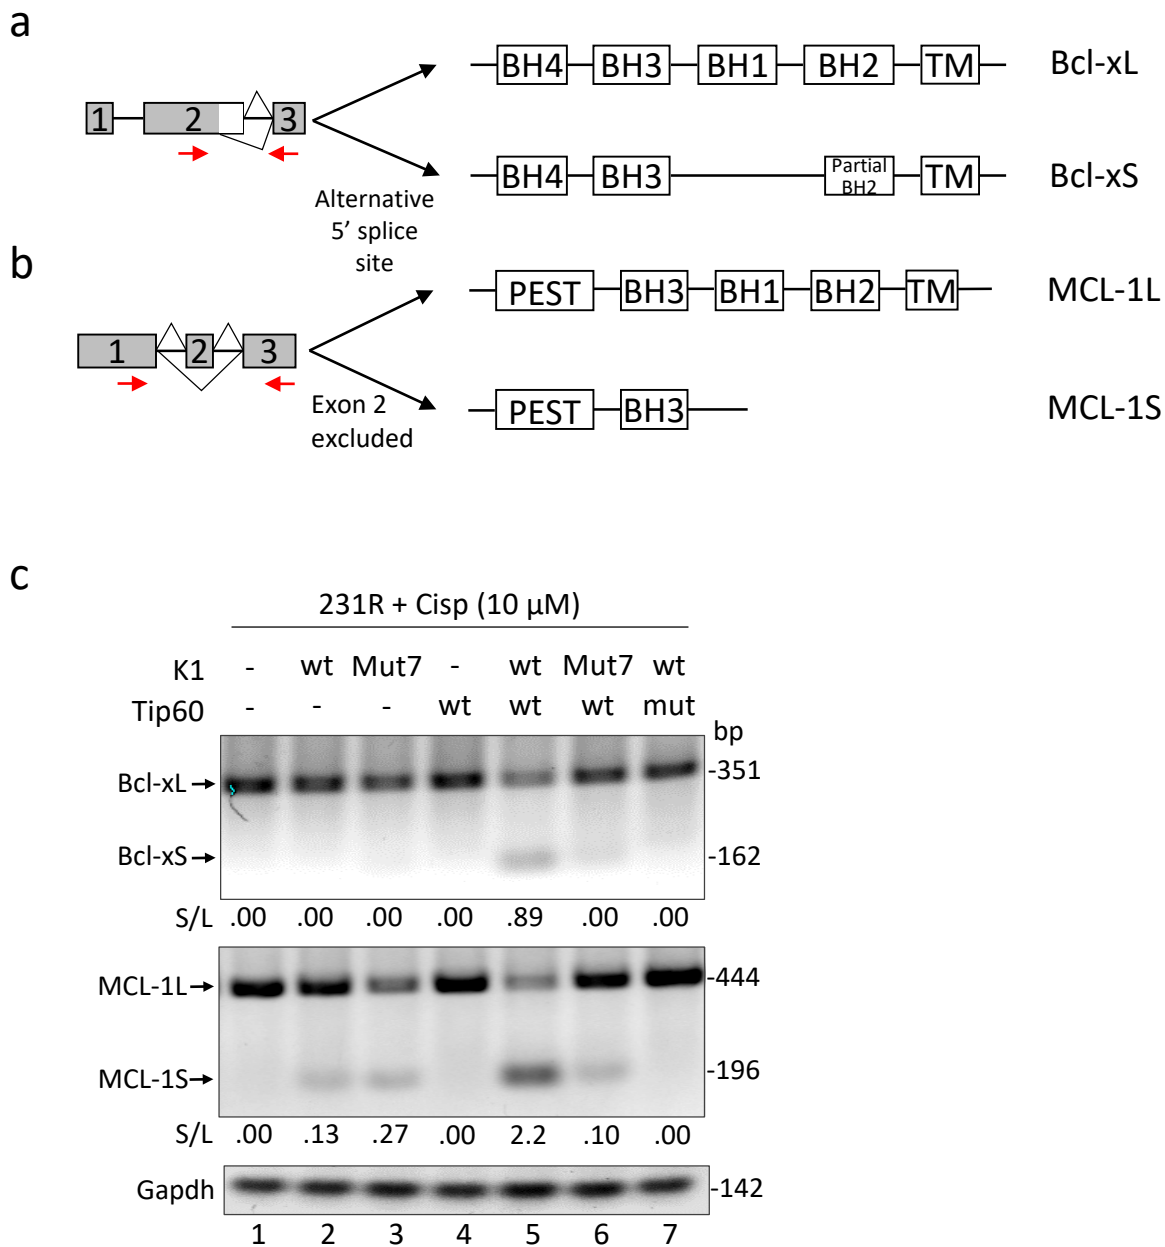 a
1 2 3
BH4 BH3 BH1 BH2 TM Bcl-xL
BH4 BH3 Partial BH2 TM Bcl-xS
Alternative
5’ splice
site
b
1 2 3
PEST BH3 BH1 BH2 TM MCL-1L
PEST BH3 MCL-1S
Exon 2
excluded
c
231R + Cisp (10 µM)
K1 - wt Mut7 - wt Mut7 wt
Tip60 - - - wt wt wt mut
bp
Bcl-xL -351
Bcl-xS -162
S/L .00 .00 .00 .00 .89 .00 .00
MCL-1L -444
MCL-1S -196
S/L .00 .13 .27 .00 2.2 .10 .00
Gapdh -142
1 2 3 4 5 6 7